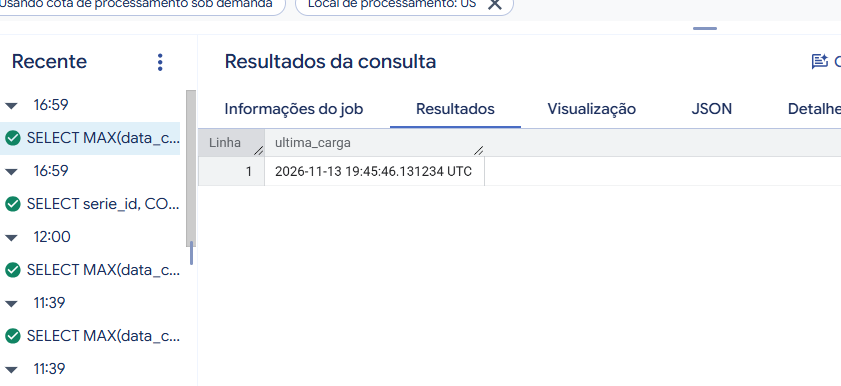 Usando cota de processamento sob demanda
Local de processamento: US
Recente
16:59
SELECT MAX(data_c...
16:59
SELECT serie_id, CO...
12:00
SELECT MAX(data_c...
11:39
SELECT MAX(data_c...
11:39
Resultados da consulta
Informações do job
Resultados
Visualização
JSON
Detalhe
Linha ultima_carga
1 2026-11-13 19:45:46.131234 UTC